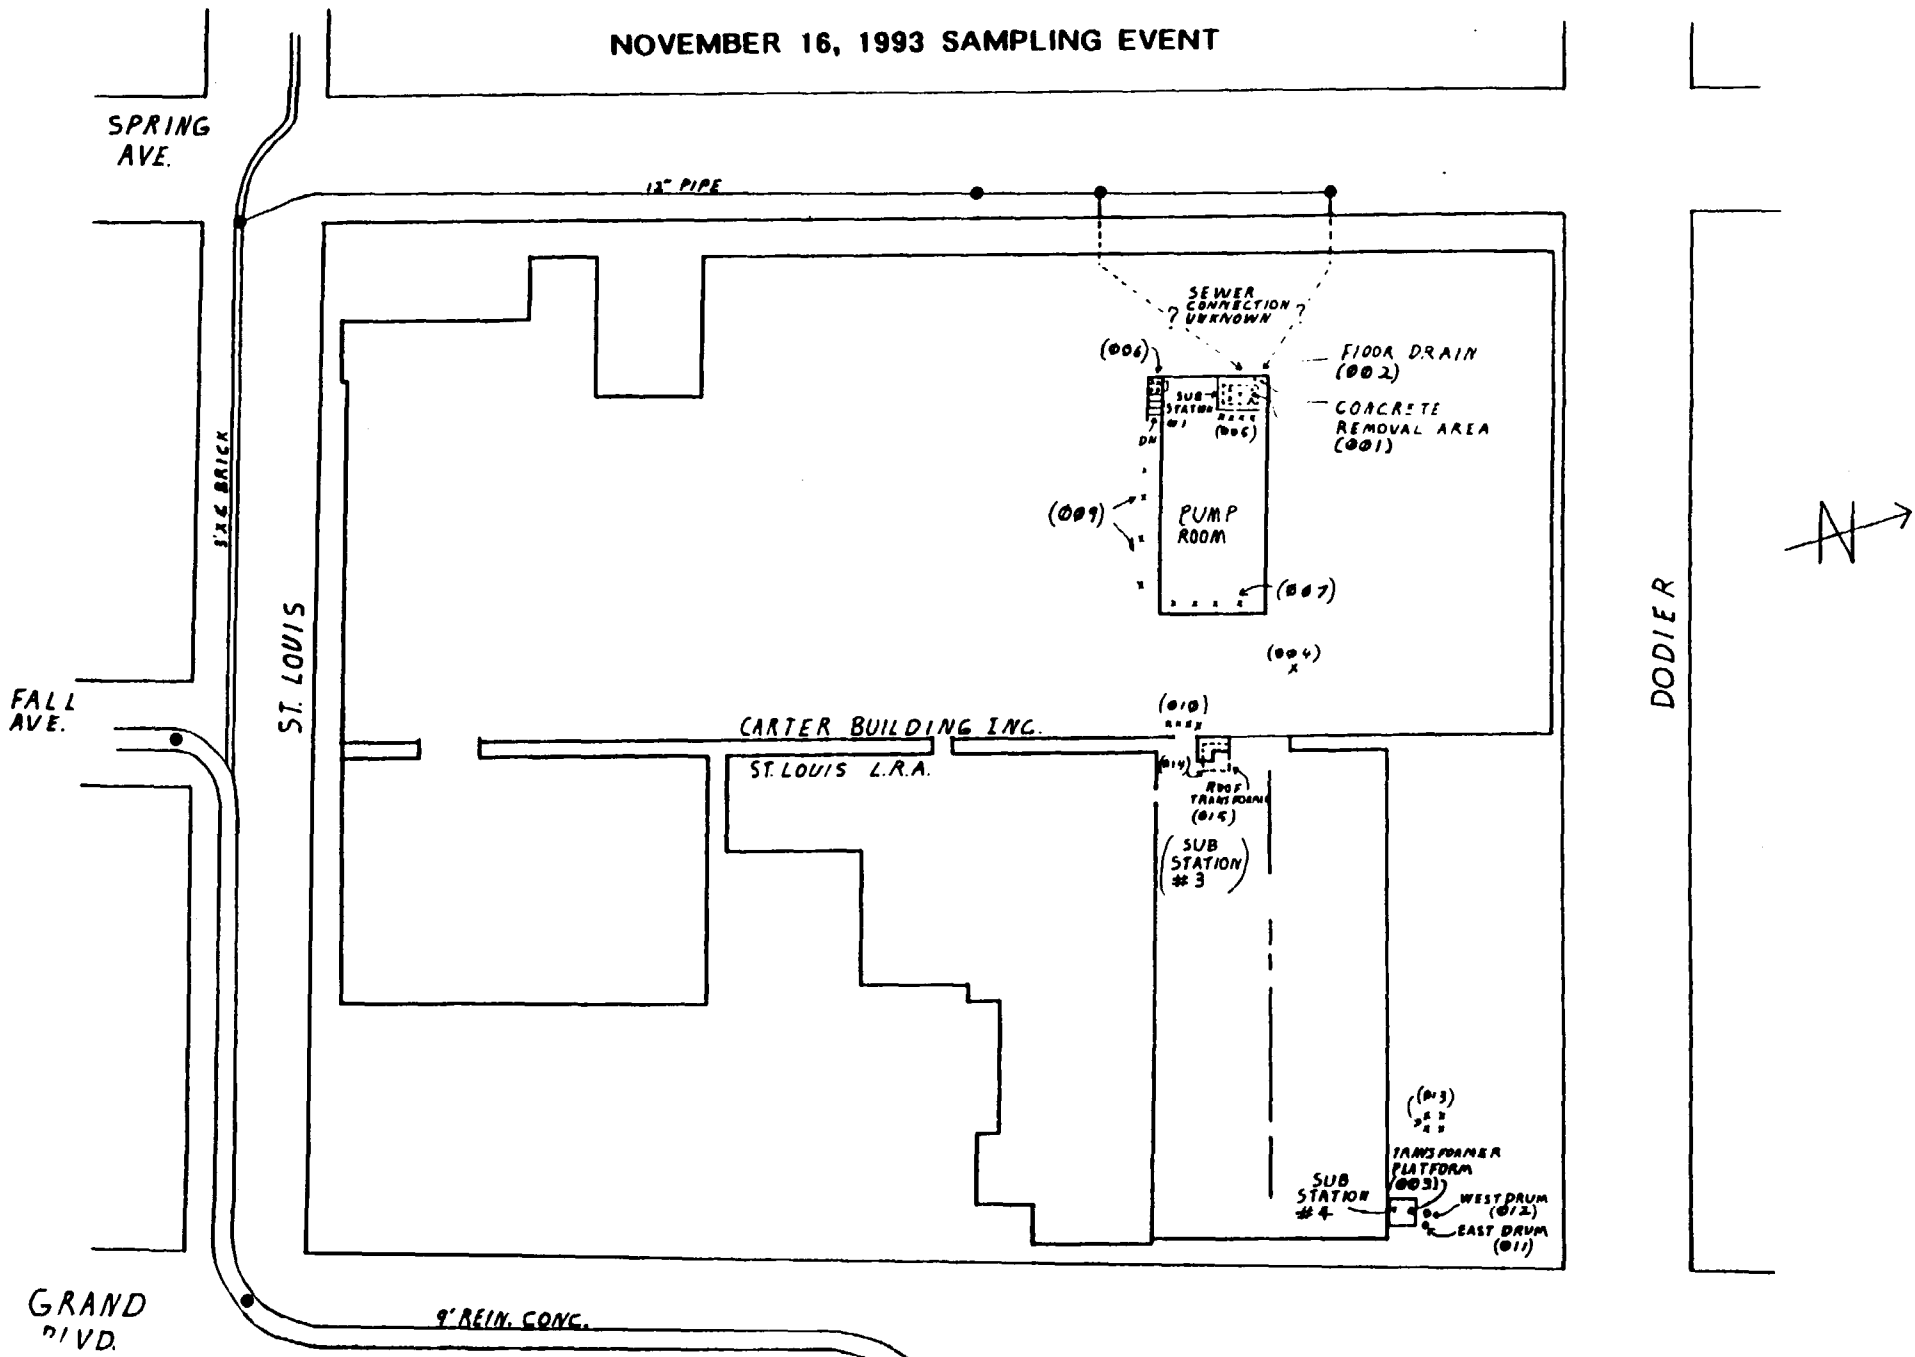 NOVEMBER 16, 1993 SAMPLING EVENT
SPRING
AVE.
12" PIPE
SEWER
CONNECTION
? UNKNOWN ?
(006)
FLOOR DRAIN
(002)
SUB
STATION
#1
(005)
DN
CONCRETE
REMOVAL AREA
(001)
BRICK
(009)
PUMP
ROOM
N
(007)
ST. LOUIS
DODIER
(004)
FALL
AVE.
(010)
CARTER BUILDING INC.
ST. LOUIS L.R.A.
(014)
ROOF
TRANSFORM
(015)
(SUB
STATION
#3)
(013)
TRANSFORMER
PLATFORM
(003)
SUB
STATION
#4
WEST DRUM
(012)
EAST DRUM
(011)
GRAND
9' REIN. CONC.